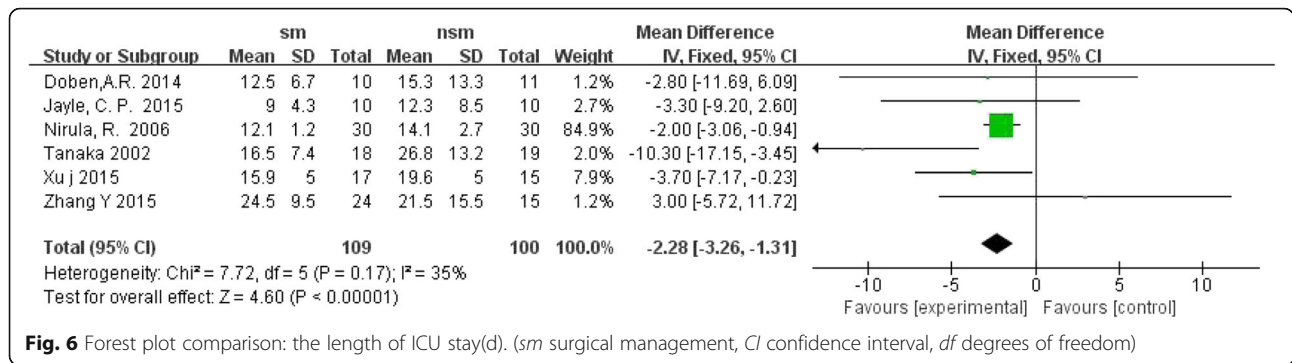 sm nsm Mean Difference Mean Difference
Study or Subgroup Mean SD Total Mean SD Total Weight IV, Fixed, 95% CI IV, Fixed, 95% CI
Doben,A.R. 2014 12.5 6.7 10 15.3 13.3 11 1.2% -2.80 [-11.69, 6.09]
Jayle, C. P. 2015 9 4.3 10 12.3 8.5 10 2.7% -3.30 [-9.20, 2.60]
Nirula, R. 2006 12.1 1.2 30 14.1 2.7 30 84.9% -2.00 [-3.06, -0.94]
Tanaka 2002 16.5 7.4 18 26.8 13.2 19 2.0% -10.30 [-17.15, -3.45]
Xu j 2015 15.9 5 17 19.6 5 15 7.9% -3.70 [-7.17, -0.23]
Zhang Y 2015 24.5 9.5 24 21.5 15.5 15 1.2% 3.00 [-5.72, 11.72]
Total (95% CI) 109 100 100.0% -2.28 [-3.26, -1.31]
Heterogeneity: Chi² = 7.72, df = 5 (P = 0.17); I² = 35%
Test for overall effect: Z = 4.60 (P < 0.00001)
-10 -5 0 5 10
Favours [experimental] Favours [control]
Fig. 6 Forest plot comparison: the length of ICU stay(d). (sm surgical management, CI confidence interval, df degrees of freedom)